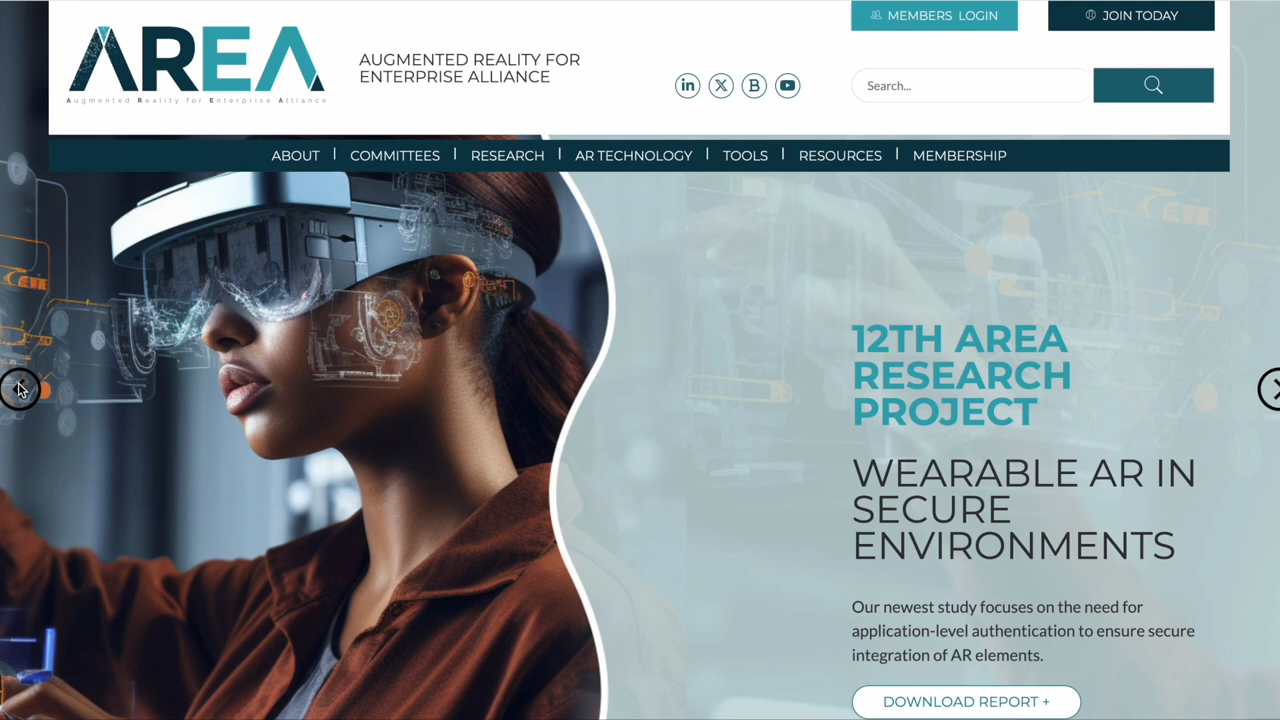 MEMBERS LOGIN
JOIN TODAY
AREA
Augmented Reality for Enterprise Alliance
AUGMENTED REALITY FOR
ENTERPRISE ALLIANCE
in
X
B
Search...
ABOUT | COMMITTEES | RESEARCH | AR TECHNOLOGY | TOOLS | RESOURCES | MEMBERSHIP
12TH AREA
RESEARCH
PROJECT
WEARABLE AR IN
SECURE
ENVIRONMENTS
Our newest study focuses on the need for
application-level authentication to ensure secure
integration of AR elements.
DOWNLOAD REPORT +